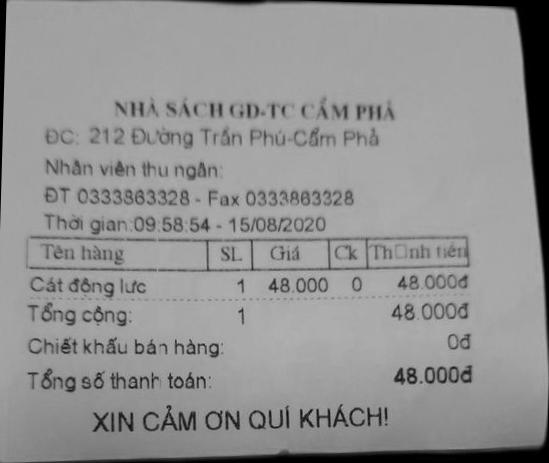 NHÀ SÁCH GD-TC CẨM PHẢ
ĐC: 212 Đường Trần Phú-Cẩm Phả
Nhân viên thu ngân:
ĐT 0333863328 - Fax 0333863328
Thời gian:09:58:54 - 15/08/2020
Tên hàng SL Giá Ck Th□nh tiền
Cát động lực 1 48.000 0 48.000đ
Tổng cộng: 1 48.000đ
Chiết khấu bán hàng: 0đ
Tổng số thanh toán: 48.000đ
XIN CẢM ƠN QUÍ KHÁCH!